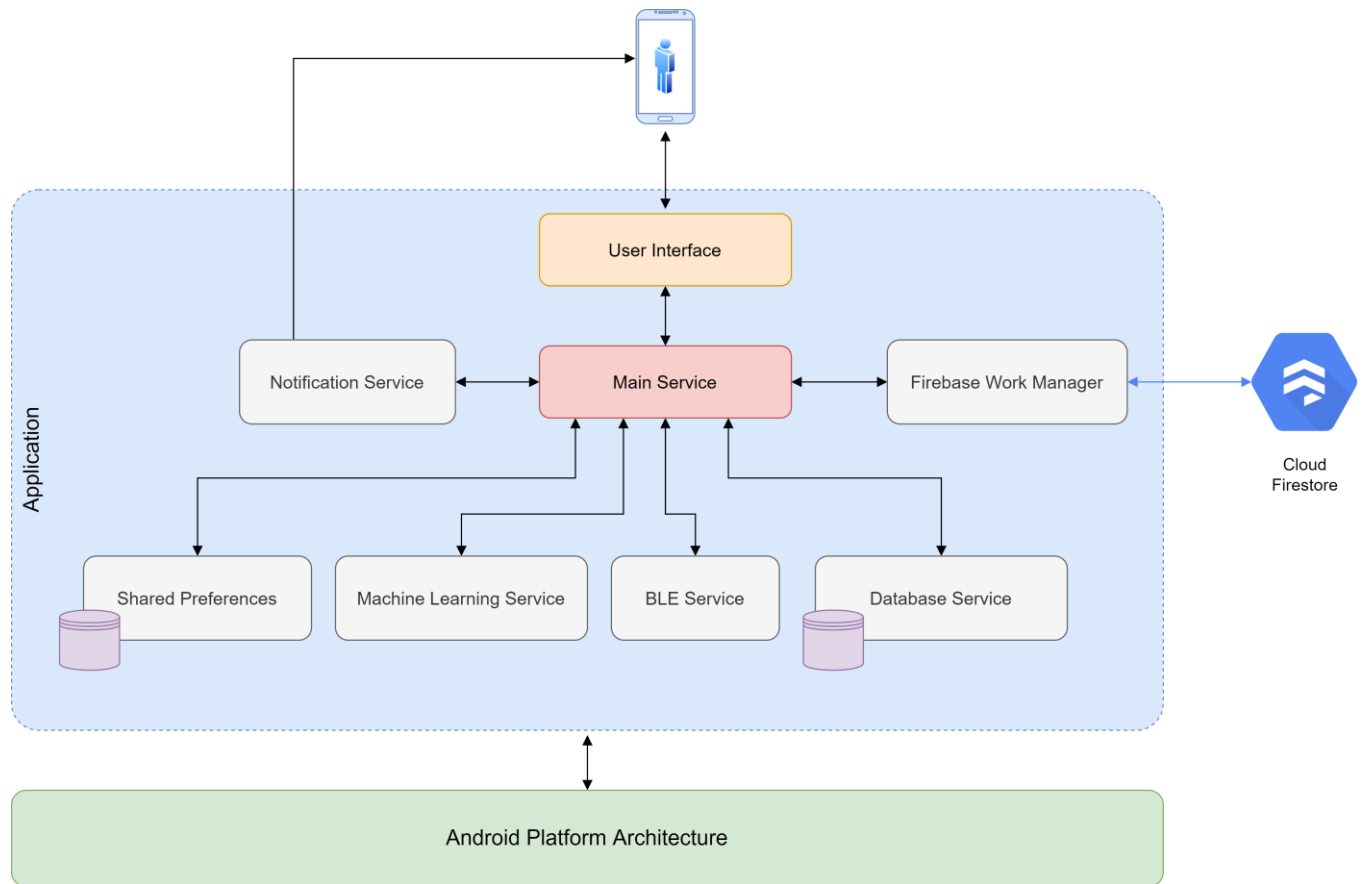 User Interface
Notification Service
Main Service
Firebase Work Manager
Application
Cloud
Firestore
Shared Preferences
Machine Learning Service
BLE Service
Database Service
Android Platform Architecture